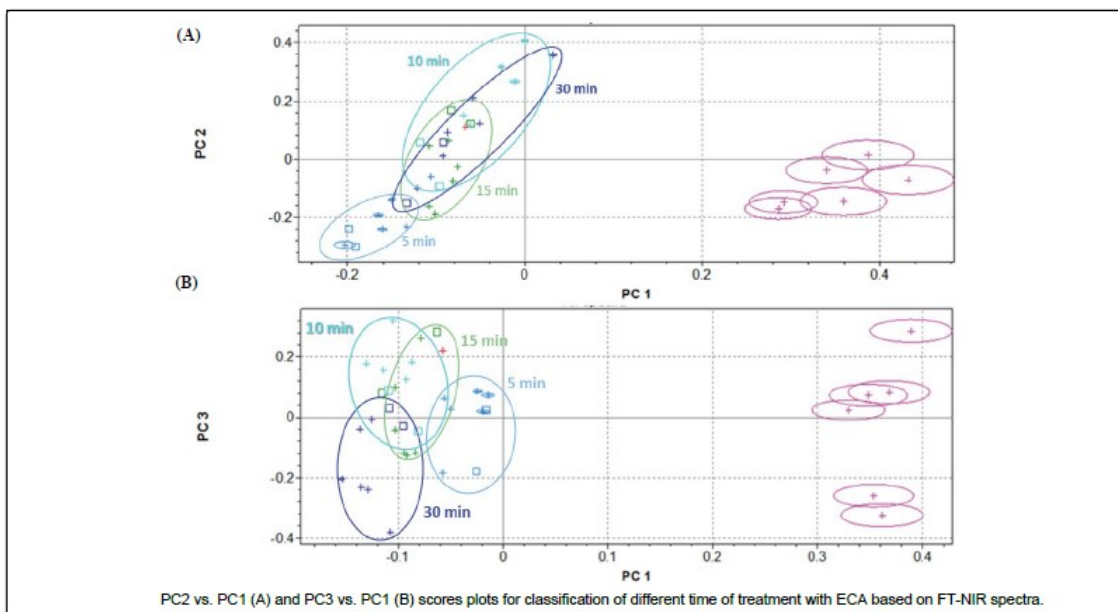 (A)
0.4
10 min
30 min
0.2
PC 2
0
15 min
-0.2
5 min
-0.2
0
0.2
0.4
PC 1
(B)
10 min
15 min
0.2
5 min
PC 3
0
-0.2
30 min
-0.4
-0.1
0
0.1
0.2
0.3
0.4
PC 1
PC2 vs. PC1 (A) and PC3 vs. PC1 (B) scores plots for classification of different time of treatment with ECA based on FT-NIR spectra.